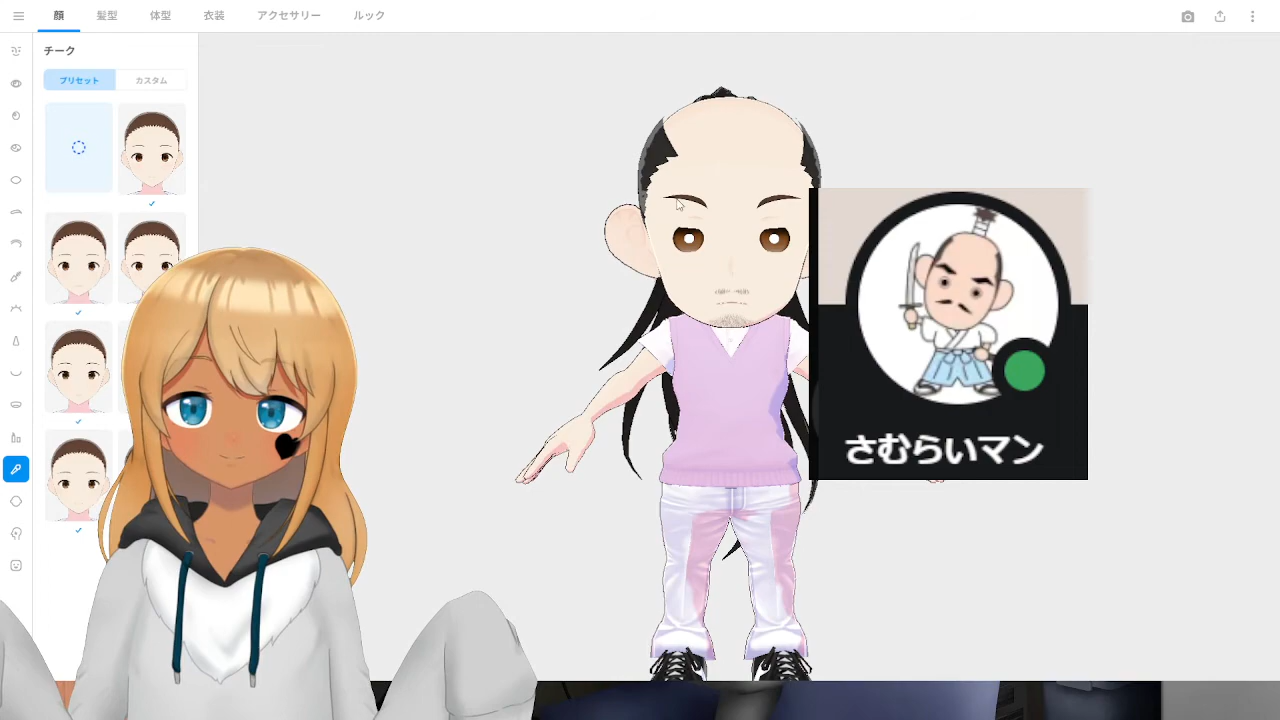 顔 髪型 体型 衣装 アクセサリー ルック
チーク
プリセット カスタム
さむらいマン